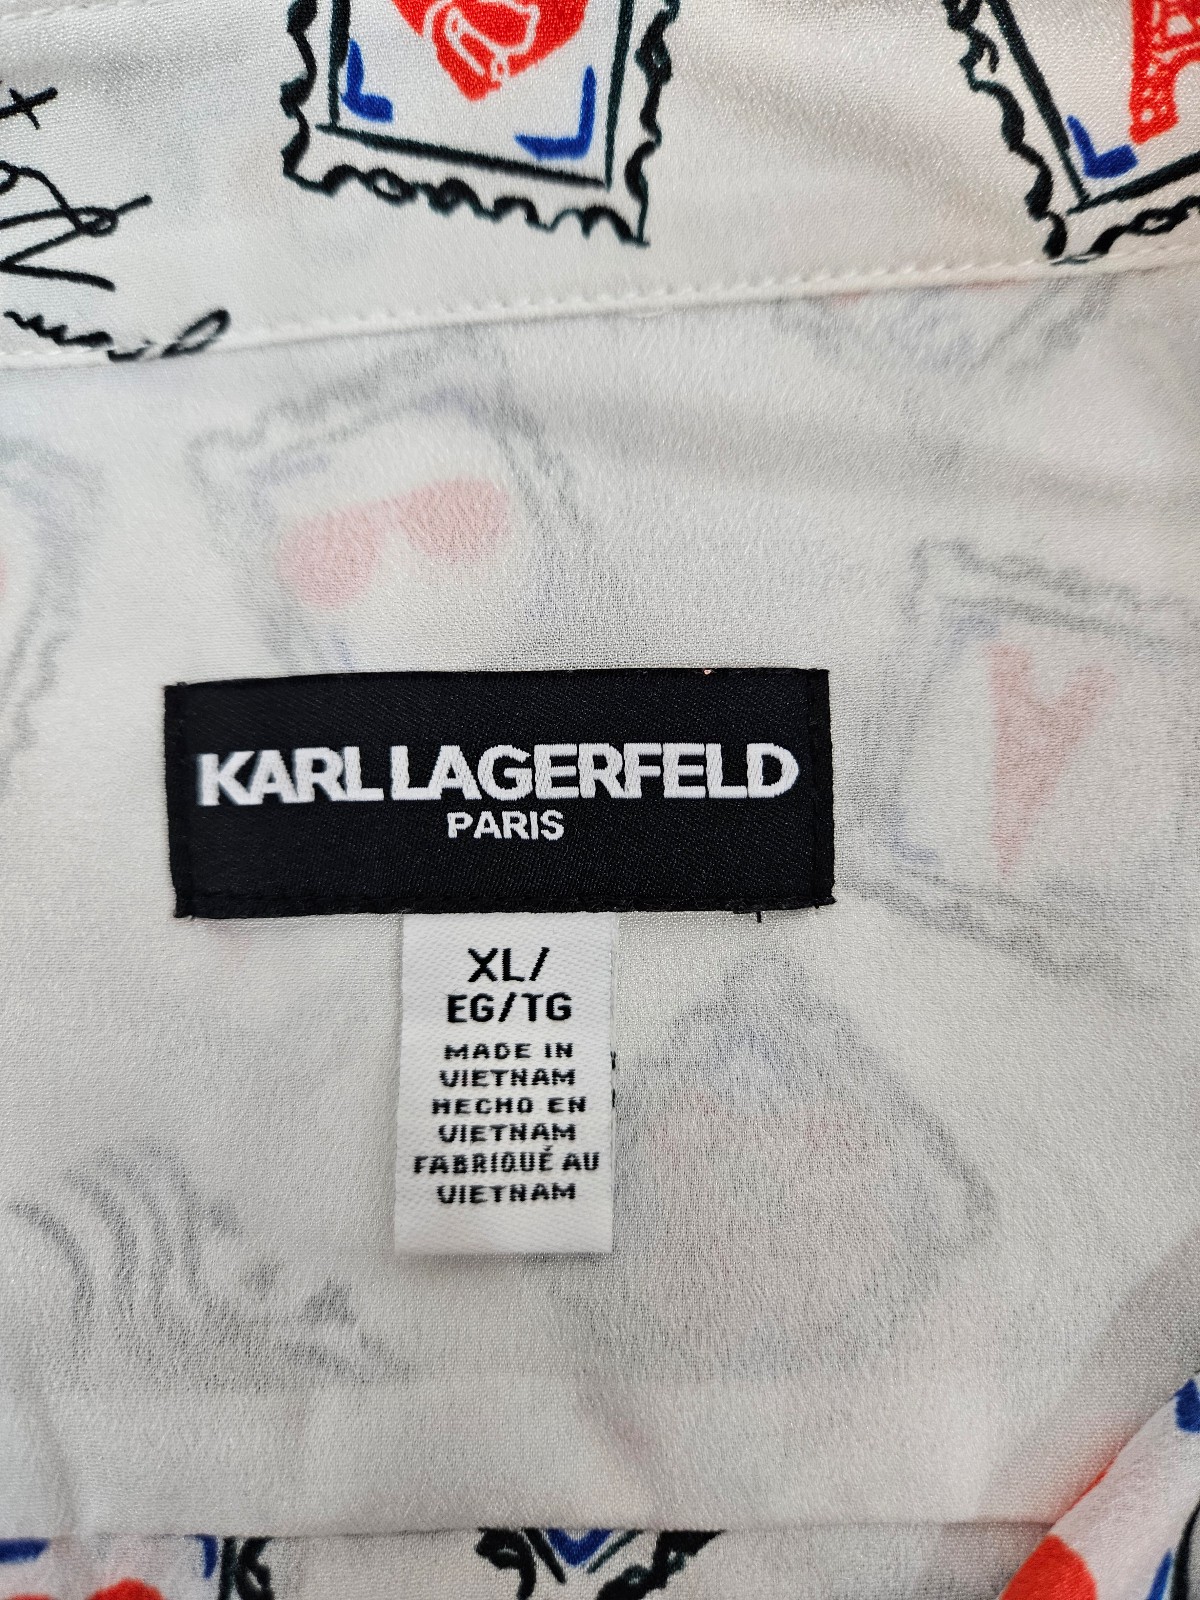 KARL LAGERFELD
PARIS
XL/
EG/TG
MADE IN
VIETNAM
HECHO EN
VIETNAM
FABRIQUÉ AU
VIETNAM